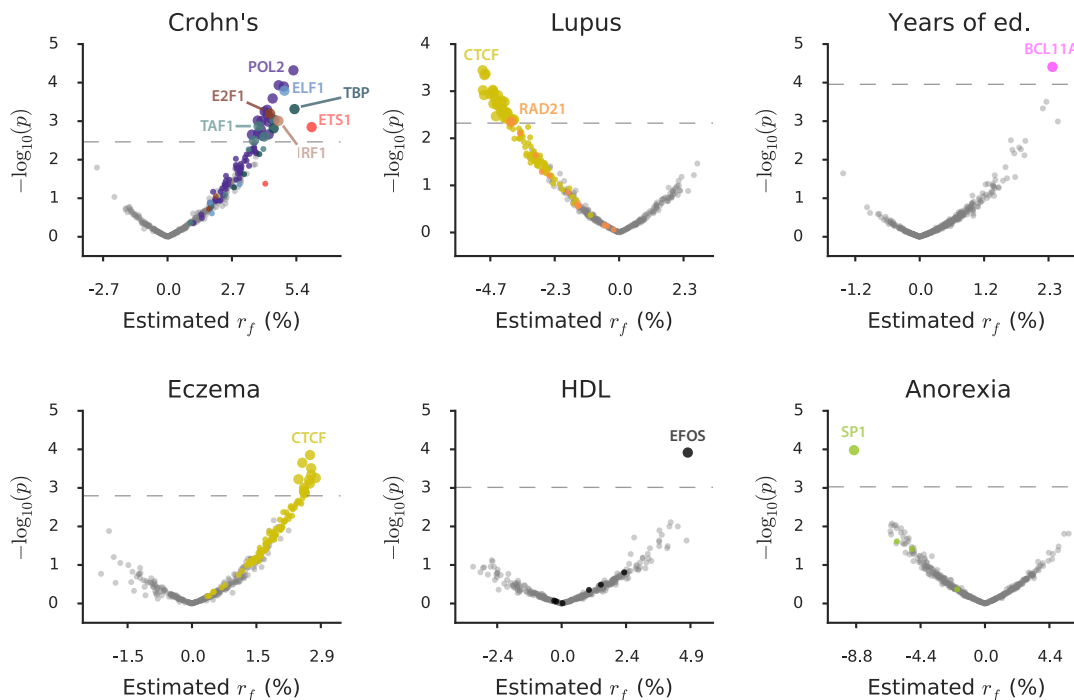 Crohn's
5
4
3
2
1
0
−log₁₀(p)
POL2
ELF1
E2F1
TBP
TAF1
ETS1
IRF1
-2.7 0.0 2.7 5.4
Estimated r_f (%)
Lupus
4
3
2
1
0
−log₁₀(p)
CTCF
RAD21
-4.7 -2.3 0.0 2.3
Estimated r_f (%)
Years of ed.
5
4
3
2
1
0
−log₁₀(p)
BCL11A
-1.2 0.0 1.2 2.3
Estimated r_f (%)
Eczema
5
4
3
2
1
0
−log₁₀(p)
CTCF
-1.5 0.0 1.5 2.9
Estimated r_f (%)
HDL
5
4
3
2
1
0
−log₁₀(p)
EFOS
-2.4 0.0 2.4 4.9
Estimated r_f (%)
Anorexia
5
4
3
2
1
0
−log₁₀(p)
SP1
-8.8 -4.4 0.0 4.4
Estimated r_f (%)